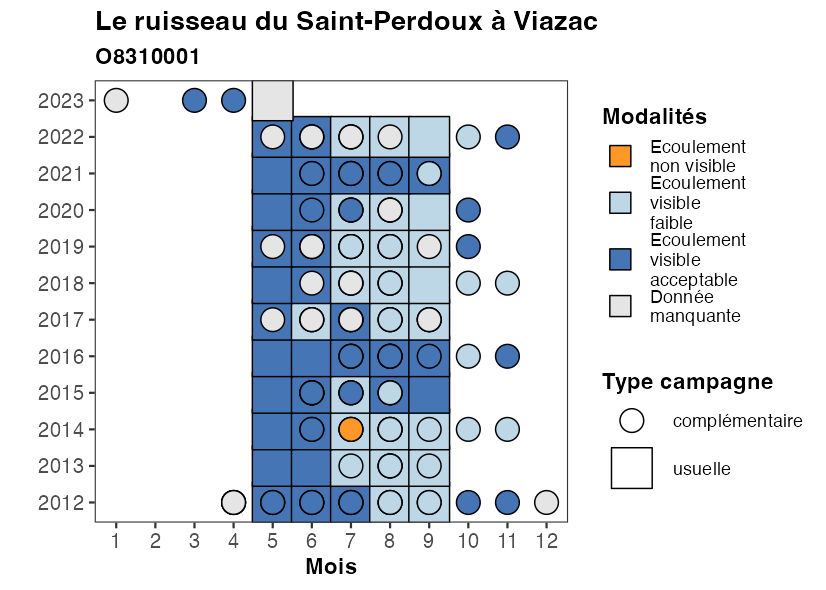 Le ruisseau du Saint-Perdoux à Viazac
O8310001
2023
2022
2021
2020
2019
2018
2017
2016
2015
2014
2013
2012
1 2 3 4 5 6 7 8 9 10 11 12
Mois
Modalités
Ecoulement
non visible
Ecoulement
visible
faible
Ecoulement
visible
acceptable
Donnée
manquante
Type campagne
complémentaire
usuelle